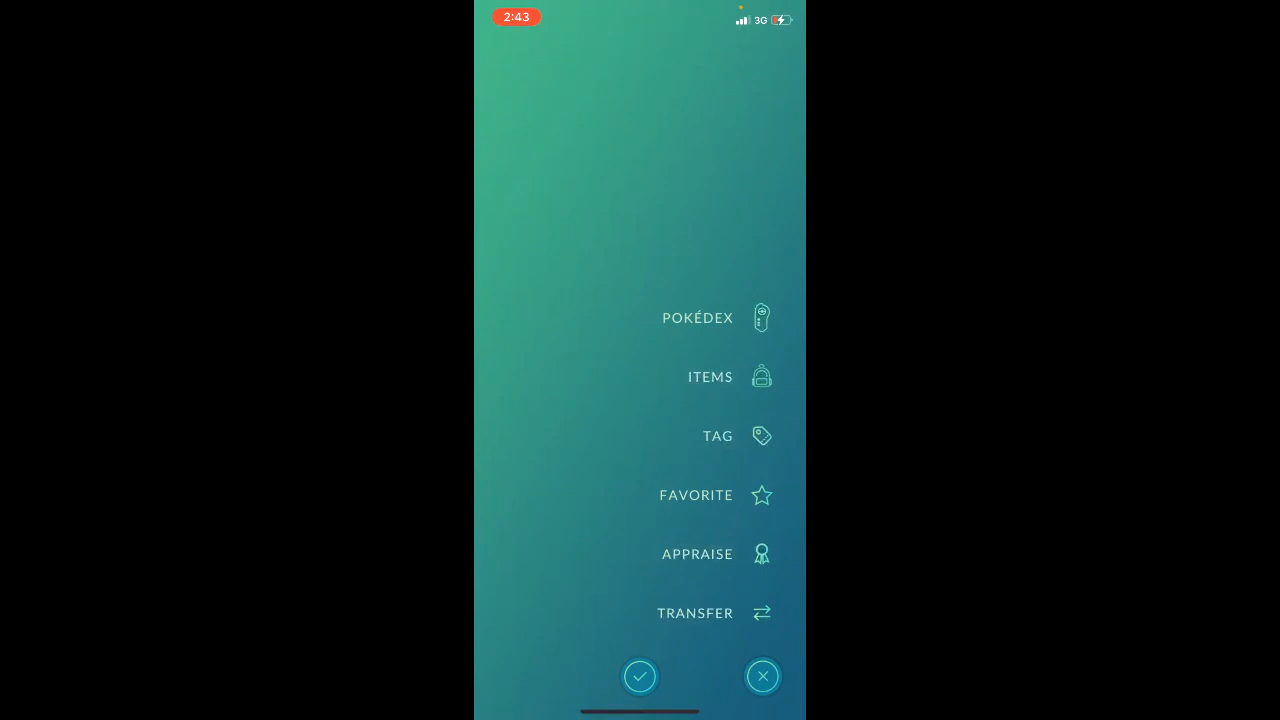 2:43
3G
POKÉDEX
ITEMS
TAG
FAVORITE
APPRAISE
TRANSFER